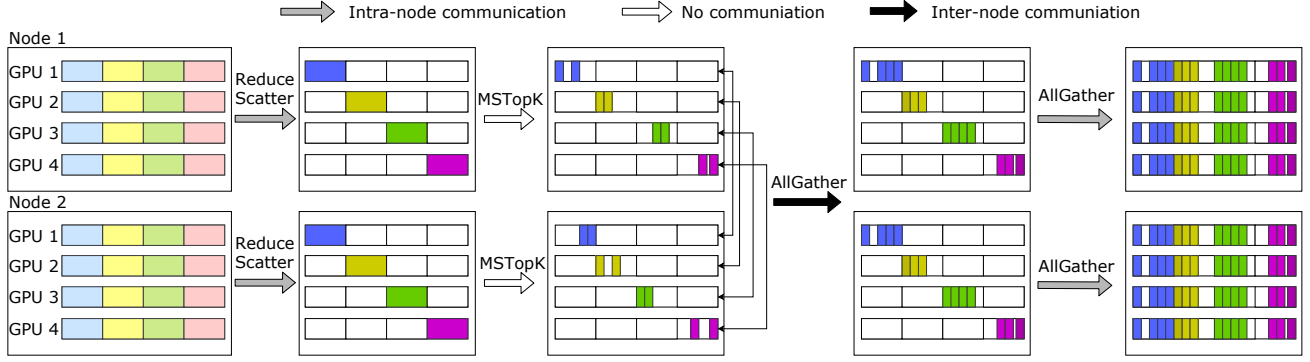 Intra-node communication
No communiation
Inter-node communiation
Node 1
GPU 1
GPU 2
GPU 3
GPU 4
Reduce
Scatter
MSTopK
AllGather
AllGather
Node 2
GPU 1
GPU 2
GPU 3
GPU 4
Reduce
Scatter
MSTopK
AllGather